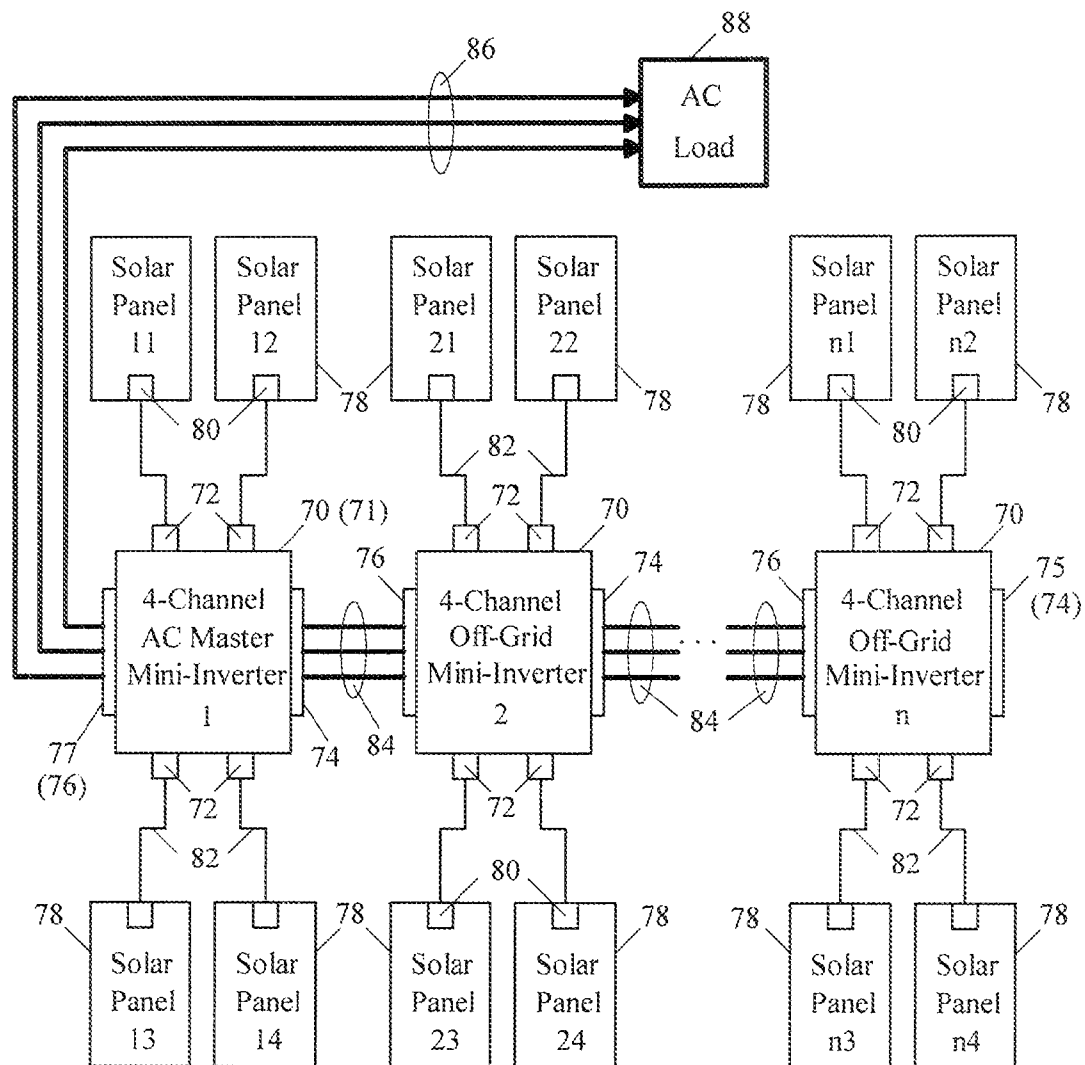 88
86
AC
Load
Solar
Panel
11
Solar
Panel
12
Solar
Panel
21
Solar
Panel
22
Solar
Panel
n1
Solar
Panel
n2
78
78
78
78
80
80
82
72
72
72
70 (71)
70
70
76
74
76
75
(74)
4-Channel
AC Master
Mini-Inverter
1
4-Channel
Off-Grid
Mini-Inverter
2
4-Channel
Off-Grid
Mini-Inverter
n
. . .
77
(76)
74
84
84
72
72
72
82
80
82
78
78
78
78
78
78
Solar
Panel
13
Solar
Panel
14
Solar
Panel
23
Solar
Panel
24
Solar
Panel
n3
Solar
Panel
n4